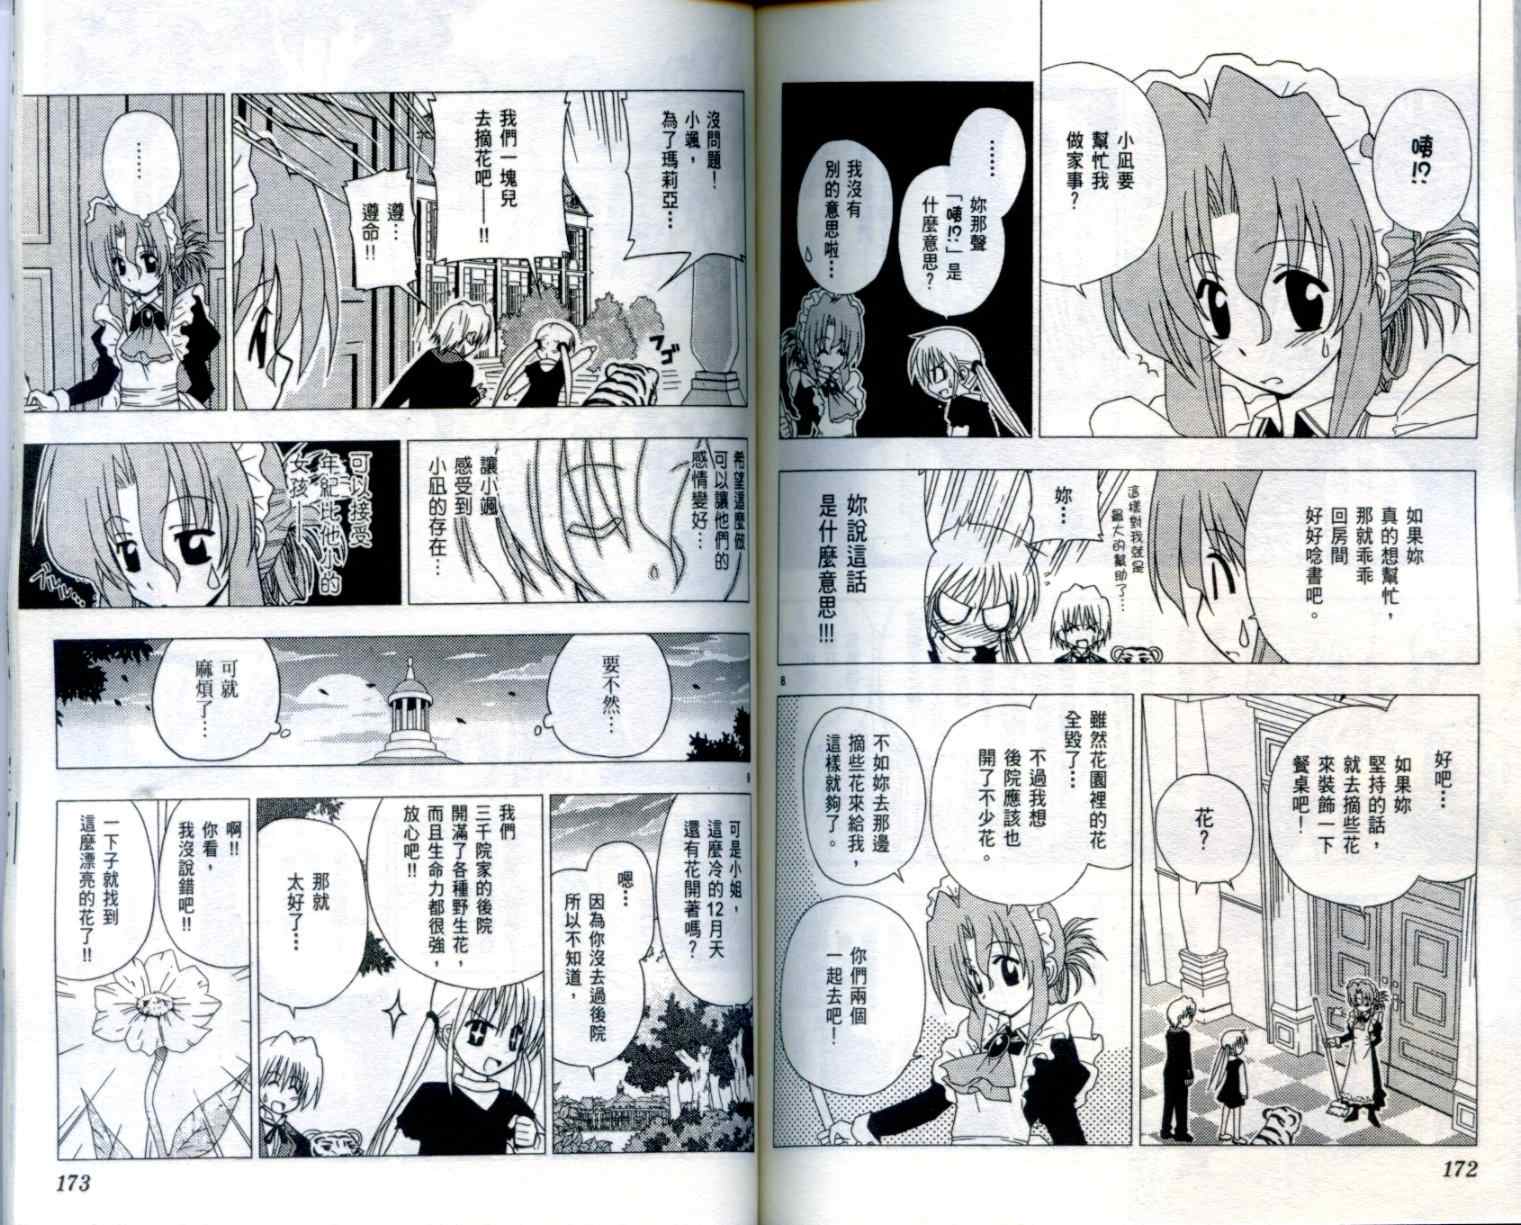 咦!?
小凪要
幫忙我
做家事?
……
妳那聲
「咦!?」是
什麼意思?
我沒有
別的意思啦…
如果妳
真的想幫忙,
那就乖乖
回房間
好好唸書吧。
這樣對我就是
最大的幫助了…
妳…
妳說這話
是什麼意思!!!
好吧…
如果妳
堅持的話,
就去摘些花
來裝飾一下
餐桌吧!
花?
雖然花園裡的花
全毀了…
不過我想
後院應該也
開了不少花。
不如妳去那邊
摘些花來給我,
這樣就夠了。
你們兩個
一起去吧!
8
172
沒問題!
小颯,
為了瑪莉亞…
我們一塊兒
去摘花吧——!!
遵…
遵命!!
フゴ
……
希望這麼做
可以讓他們的
感情變好…
讓小颯
感受到
小凪的存在…
可以接受
年紀比他小的
女孩——
ズブッ…
要不然…
可就
麻煩了…
可是小姐,
這麼冷的12月天
還有花開著嗎?
嗯…
因為你沒去過後院
所以不知道,
我們
三千院家的後院
開滿了各種野生花,
而且生命力都很強,
放心吧!!
那就
太好了…
啊!!
你看,
我沒說錯吧!!
一下子就找到
這麼漂亮的花了!!
173